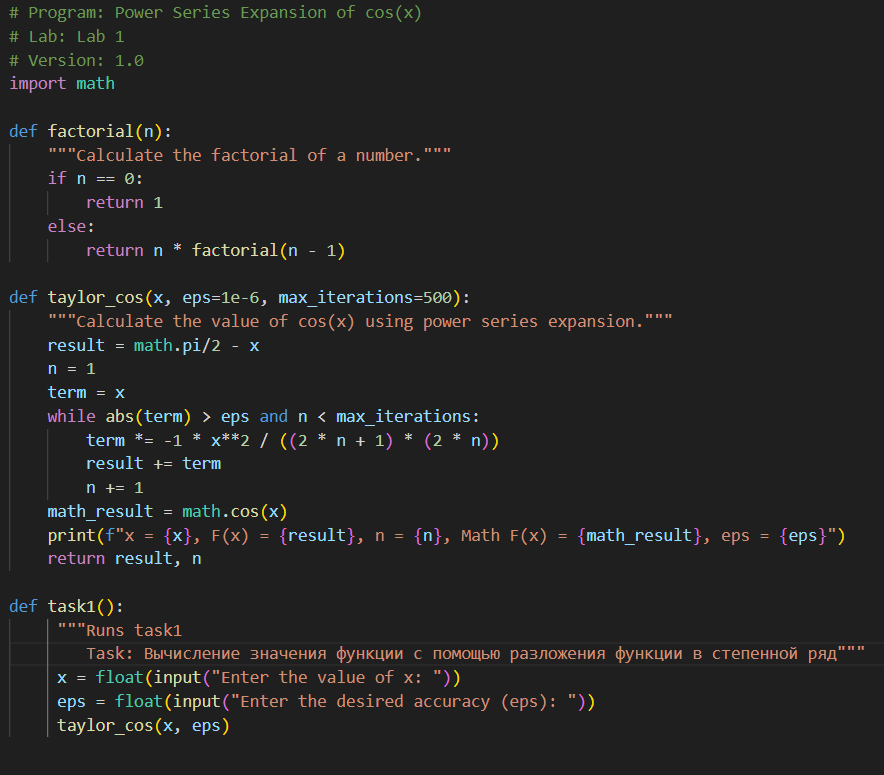 # Program: Power Series Expansion of cos(x)
# Lab: Lab 1
# Version: 1.0
import math
def factorial(n):
    """Calculate the factorial of a number."""
    if n == 0:
        return 1
    else:
        return n * factorial(n - 1)
def taylor_cos(x, eps=1e-6, max_iterations=500):
    """Calculate the value of cos(x) using power series expansion."""
    result = math.pi/2 - x
    n = 1
    term = x
    while abs(term) > eps and n < max_iterations:
        term *= -1 * x**2 / ((2 * n + 1) * (2 * n))
        result += term
        n += 1
    math_result = math.cos(x)
    print(f"x = {x}, F(x) = {result}, n = {n}, Math F(x) = {math_result}, eps = {eps}")
    return result, n
def task1():
     """Runs task1
        Task: Вычисление значения функции с помощью разложения функции в степенной ряд"""
     x = float(input("Enter the value of x: "))
     eps = float(input("Enter the desired accuracy (eps): "))
     taylor_cos(x, eps)